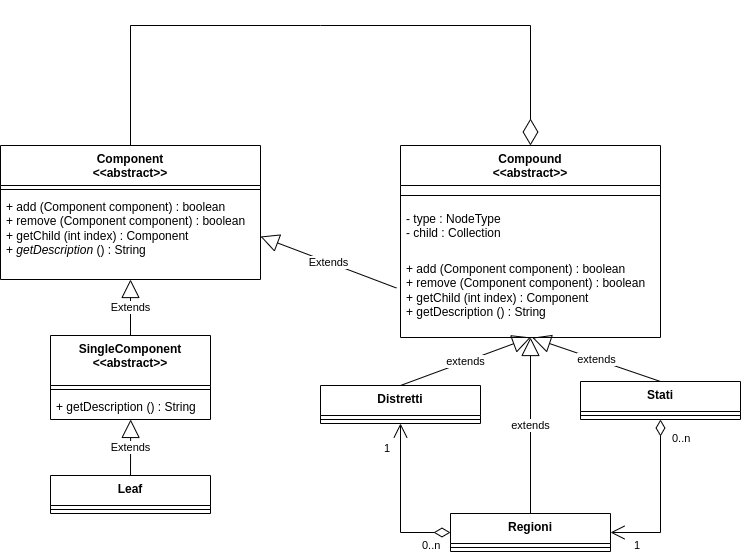 Component
<<abstract>>
+ add (Component component) : boolean
+ remove (Component component) : boolean
+ getChild (int index) : Component
+ getDescription () : String
Compound
<<abstract>>
- type : NodeType
- child : Collection
+ add (Component component) : boolean
+ remove (Component component) : boolean
+ getChild (int index) : Component
+ getDescription () : String
Extends
Extends
SingleComponent
<<abstract>>
+ getDescription () : String
Extends
Leaf
extends
extends
extends
Distretti
Stati
1
0..n
Regioni
0..n
1